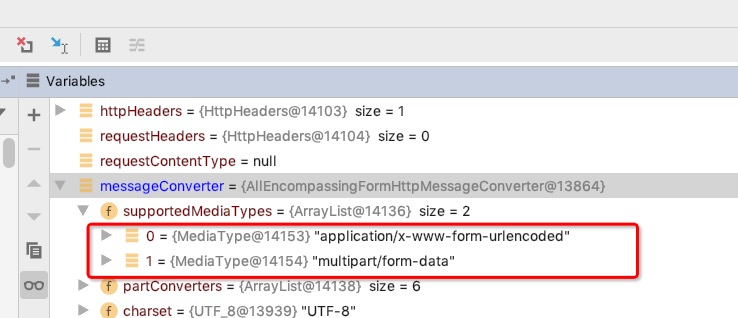 Variables
httpHeaders = {HttpHeaders@14103} size = 1
requestHeaders = {HttpHeaders@14104} size = 0
requestContentType = null
messageConverter = {AllEncompassingFormHttpMessageConverter@13864}
f supportedMediaTypes = {ArrayList@14136} size = 2
0 = {MediaType@14153} "application/x-www-form-urlencoded"
1 = {MediaType@14154} "multipart/form-data"
f partConverters = {ArrayList@14138} size = 6
f charset = {UTF_8@13939} "UTF-8"